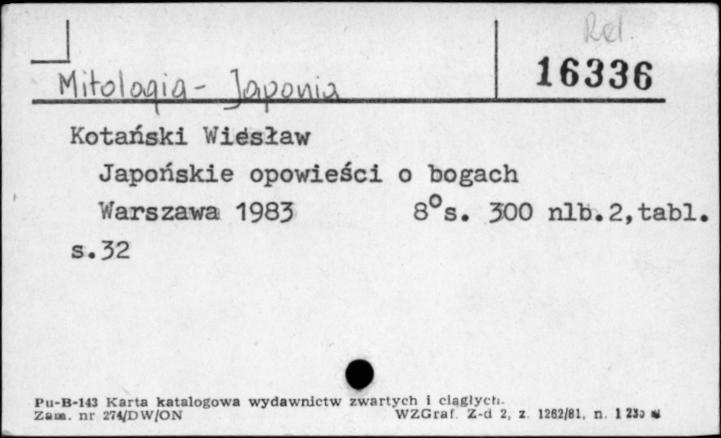 Rel.
16336
Mitologia - Japonia
Kotański Wiesław
Japońskie opowieści o bogach
Warszawa 1983 8°s. 300 nlb.2,tabl.
s.32
Pu-B-143 Karta katalogowa wydawnictw zwartych i ciągłych.
Zam. nr 274/DW/ON WZGraf. Z-d 2, z. 1262/81, n. 1